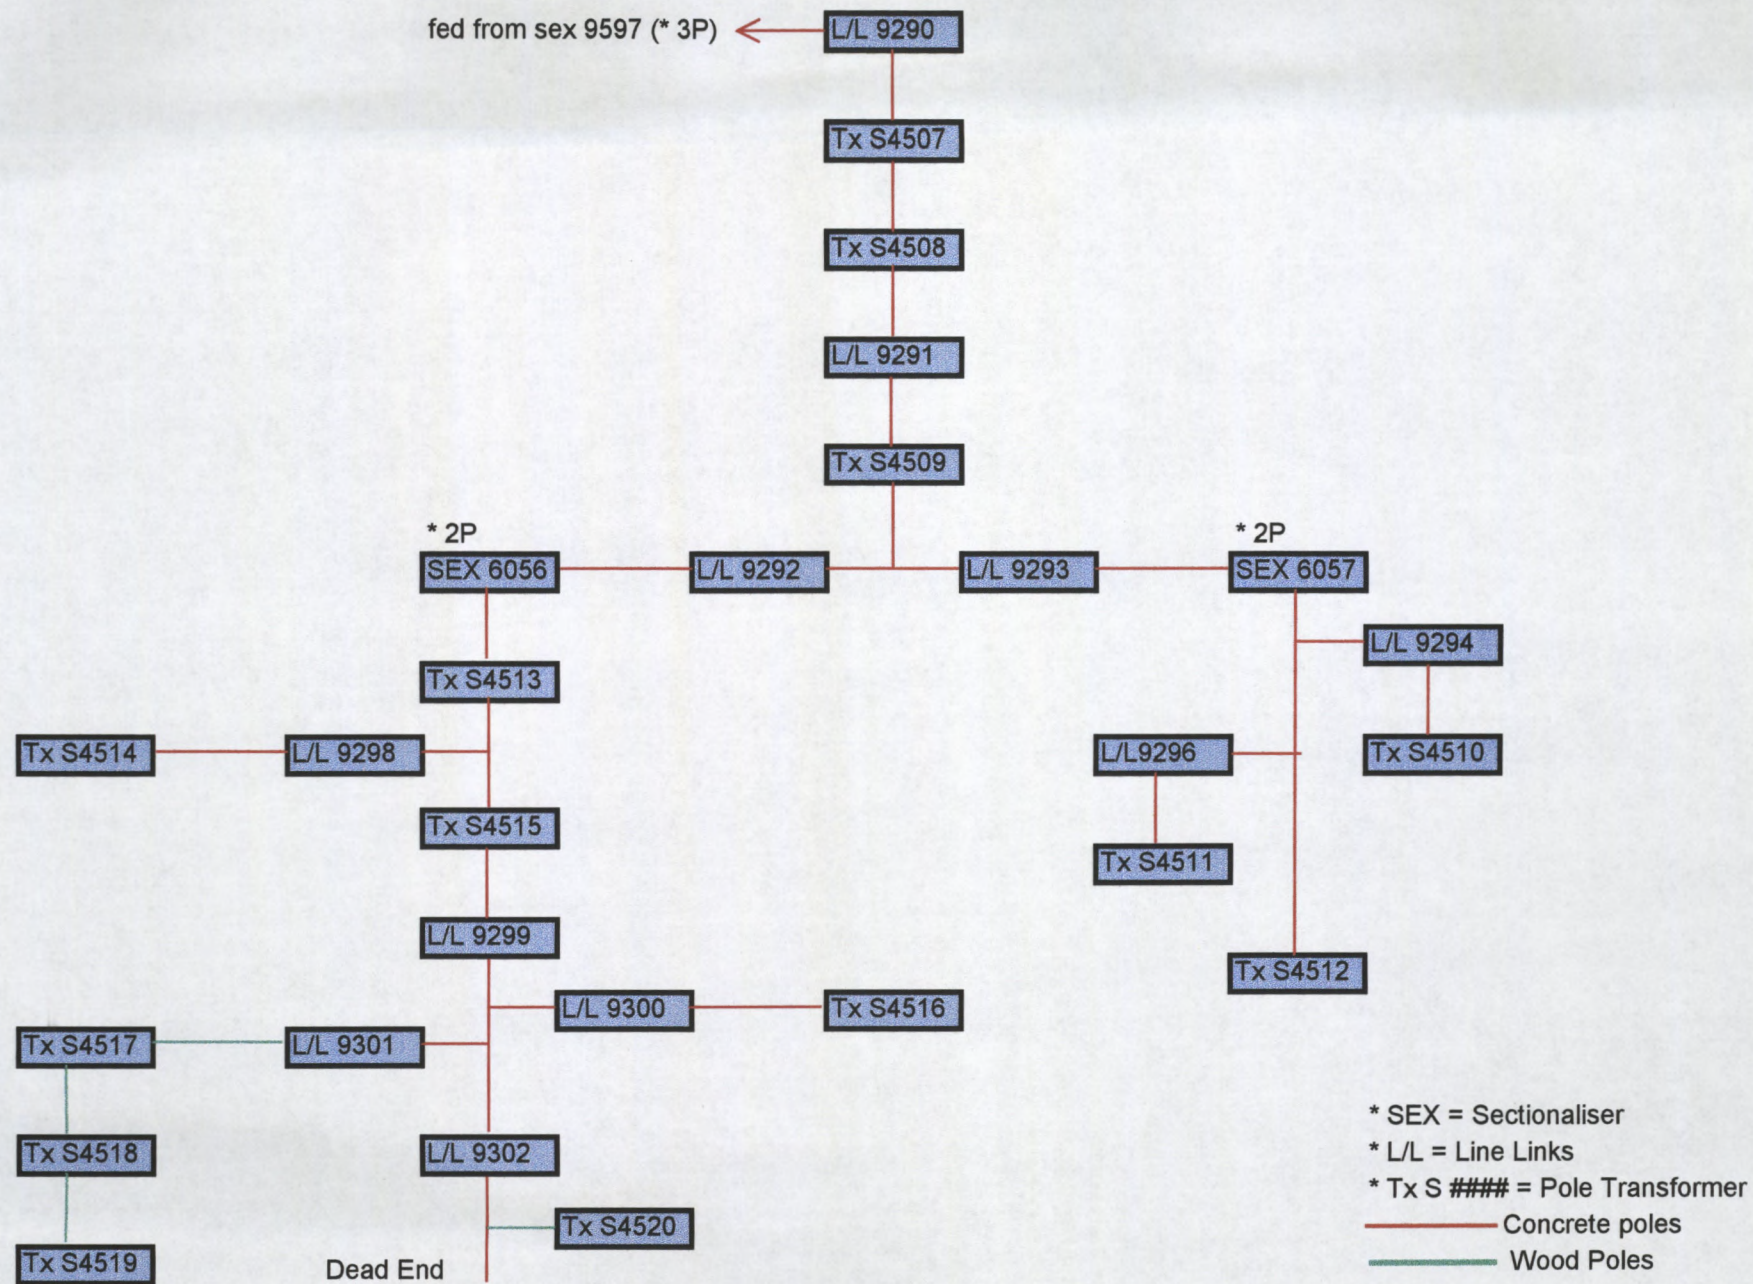 fed from sex 9597 (* 3P)
L/L 9290
Tx S4507
Tx S4508
L/L 9291
Tx S4509
* 2P
* 2P
SEX 6056
L/L 9292
L/L 9293
SEX 6057
L/L 9294
Tx S4513
Tx S4514
L/L 9298
L/L9296
Tx S4510
Tx S4515
Tx S4511
L/L 9299
Tx S4512
L/L 9300
Tx S4516
Tx S4517
L/L 9301
* SEX = Sectionaliser
Tx S4518
L/L 9302
* L/L = Line Links
* Tx S #### = Pole Transformer
Tx S4520
Concrete poles
Tx S4519
Dead End
Wood Poles